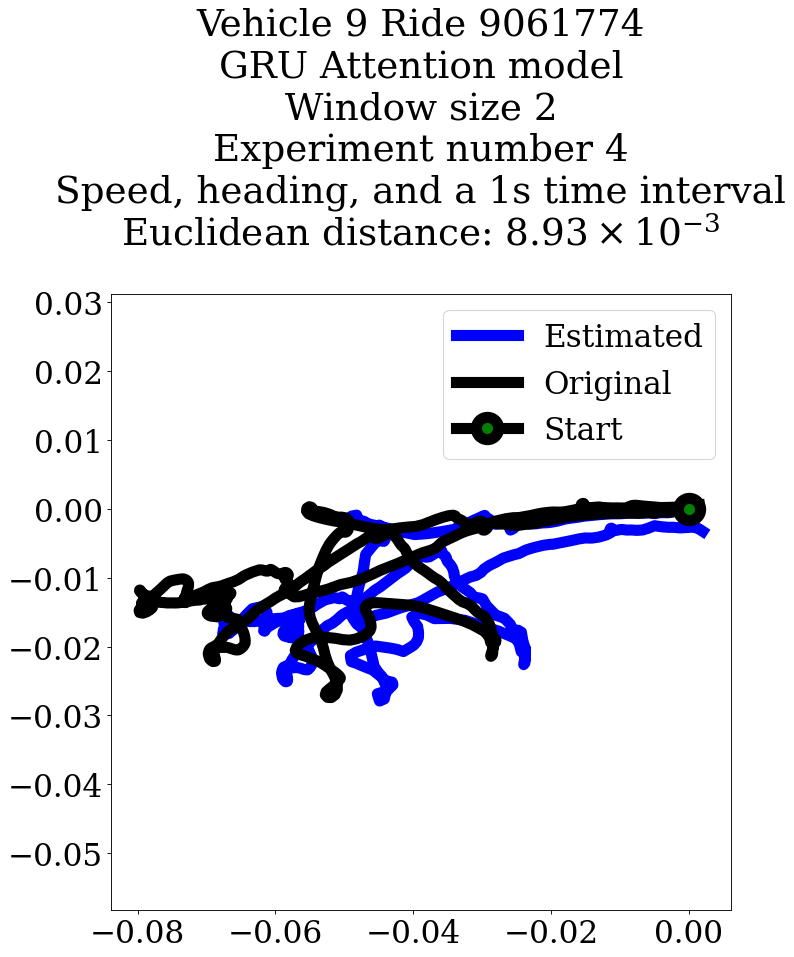 Vehicle 9 Ride 9061774
GRU Attention model
Window size 2
Experiment number 4
Speed, heading, and a 1s time interval
Euclidean distance: 8.93 × 10⁻³
Estimated
Original
Start
0.03
0.02
0.01
0.00
−0.01
−0.02
−0.03
−0.04
−0.05
−0.08 −0.06 −0.04 −0.02 0.00